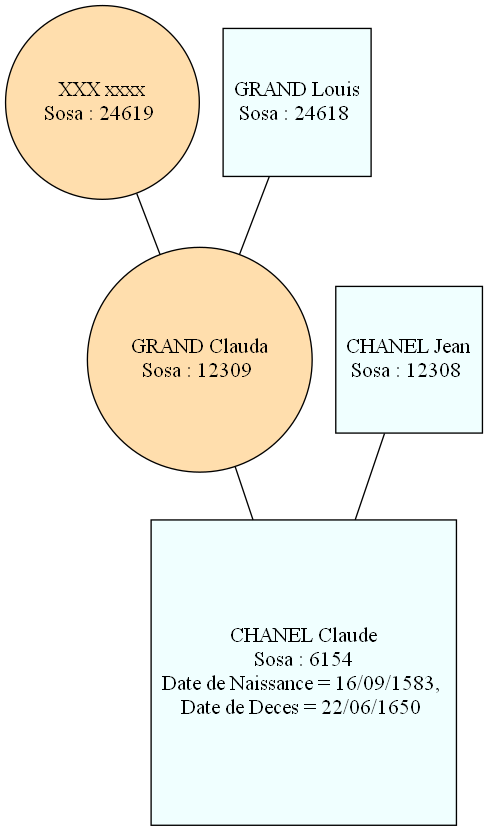 XXX xxxx
Sosa : 24619
GRAND Louis
Sosa : 24618
GRAND Clauda
Sosa : 12309
CHANEL Jean
Sosa : 12308
CHANEL Claude
Sosa : 6154
Date de Naissance = 16/09/1583,
Date de Deces = 22/06/1650